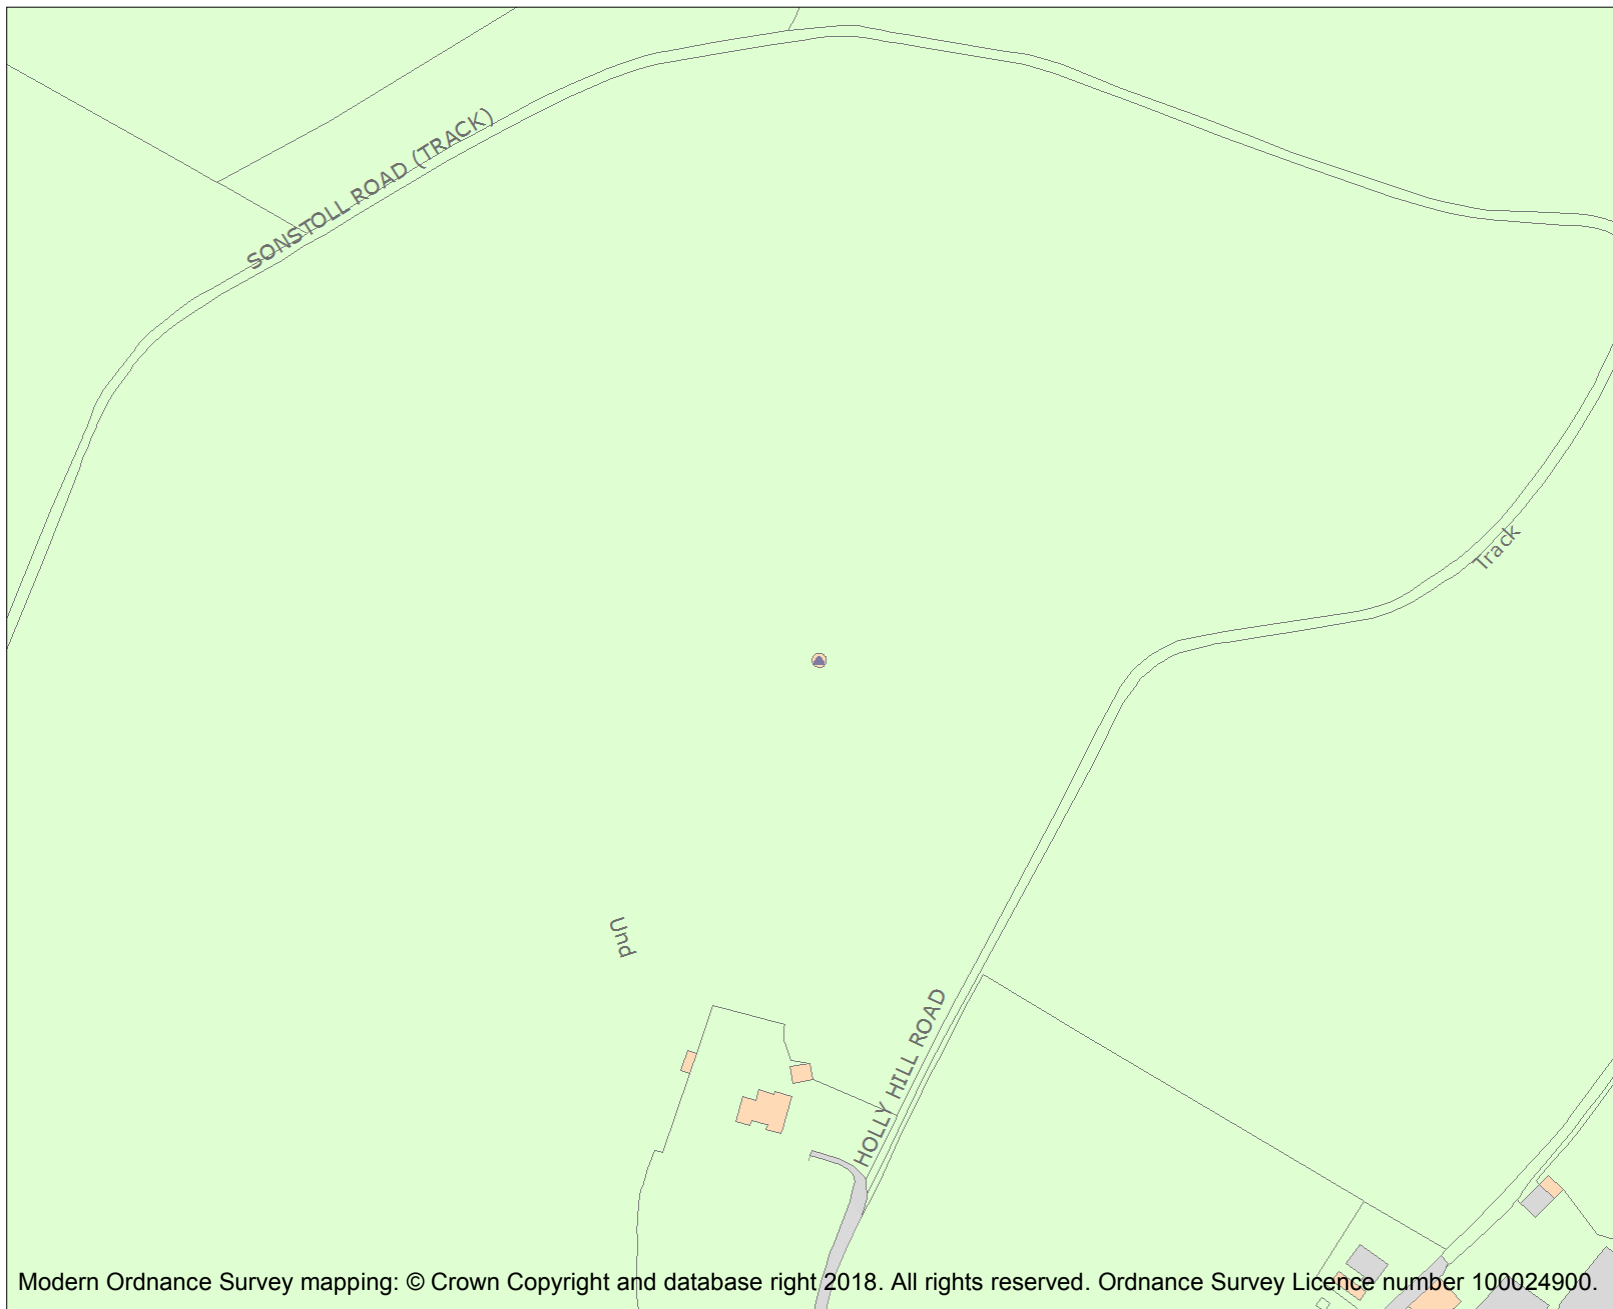 SONSTOLL ROAD (TRACK)
Track
Und
HOLLY HILL ROAD
Modern Ordnance Survey mapping: © Crown Copyright and database right 2018. All rights reserved. Ordnance Survey Licence number 100024900.